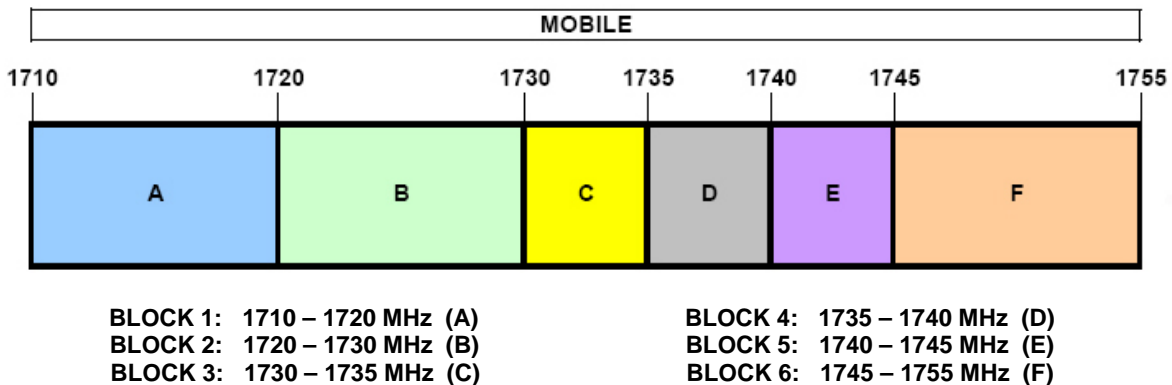 MOBILE
1710 1720 1730 1735 1740 1745 1755
A B C D E F
BLOCK 1: 1710 – 1720 MHz (A)
BLOCK 2: 1720 – 1730 MHz (B)
BLOCK 3: 1730 – 1735 MHz (C)
BLOCK 4: 1735 – 1740 MHz (D)
BLOCK 5: 1740 – 1745 MHz (E)
BLOCK 6: 1745 – 1755 MHz (F)